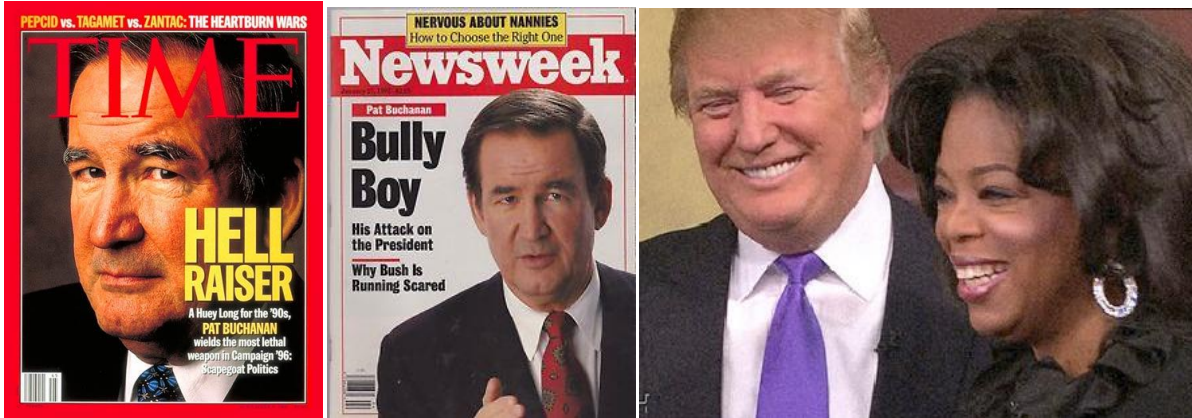 PEPCID vs. TAGAMET vs. ZANTAC: THE HEARTBURN WARS
TIME
HELL
RAISER
A Huey Long for the '90s,
PAT BUCHANAN
wields the most lethal
weapon in Campaign '96:
Scapegoat Politics
NERVOUS ABOUT NANNIES
How to Choose the Right One
Newsweek
Pat Buchanan
Bully
Boy
His Attack on
the President
Why Bush Is
Running Scared